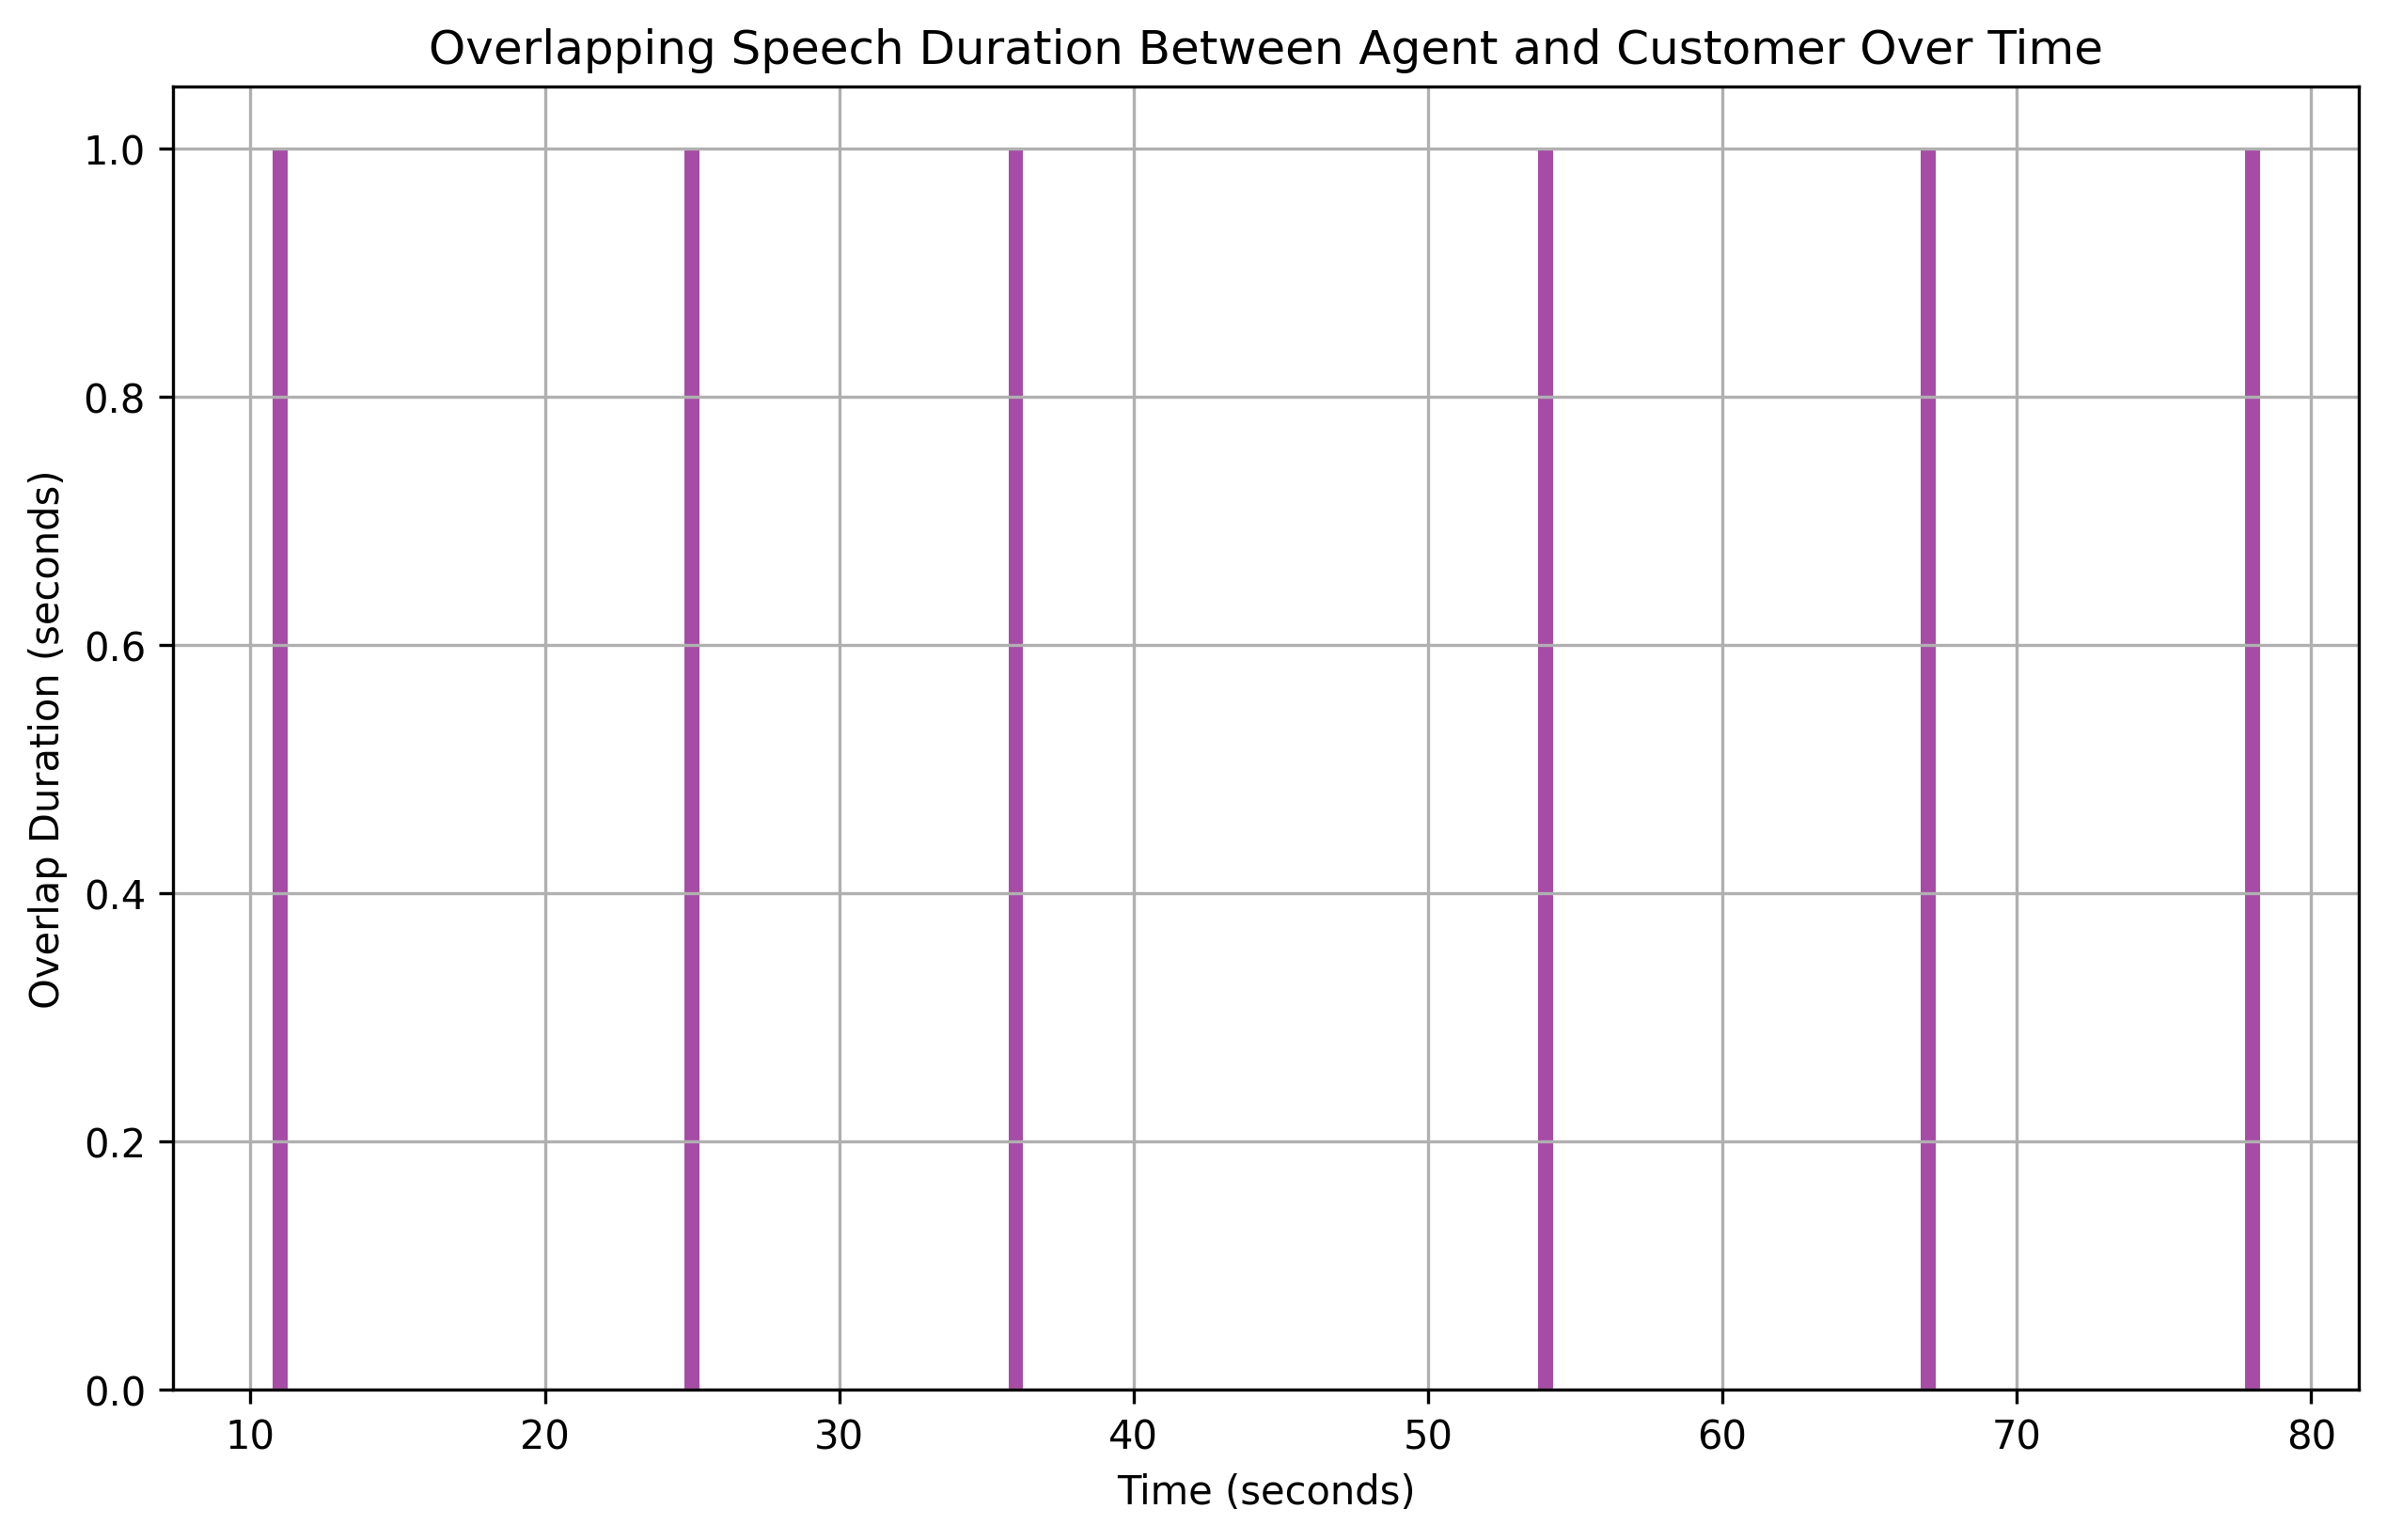 Overlapping Speech Duration Between Agent and Customer Over Time
1.0
0.8
0.6
0.4
0.2
0.0
Overlap Duration (seconds)
10 20 30 40 50 60 70 80
Time (seconds)